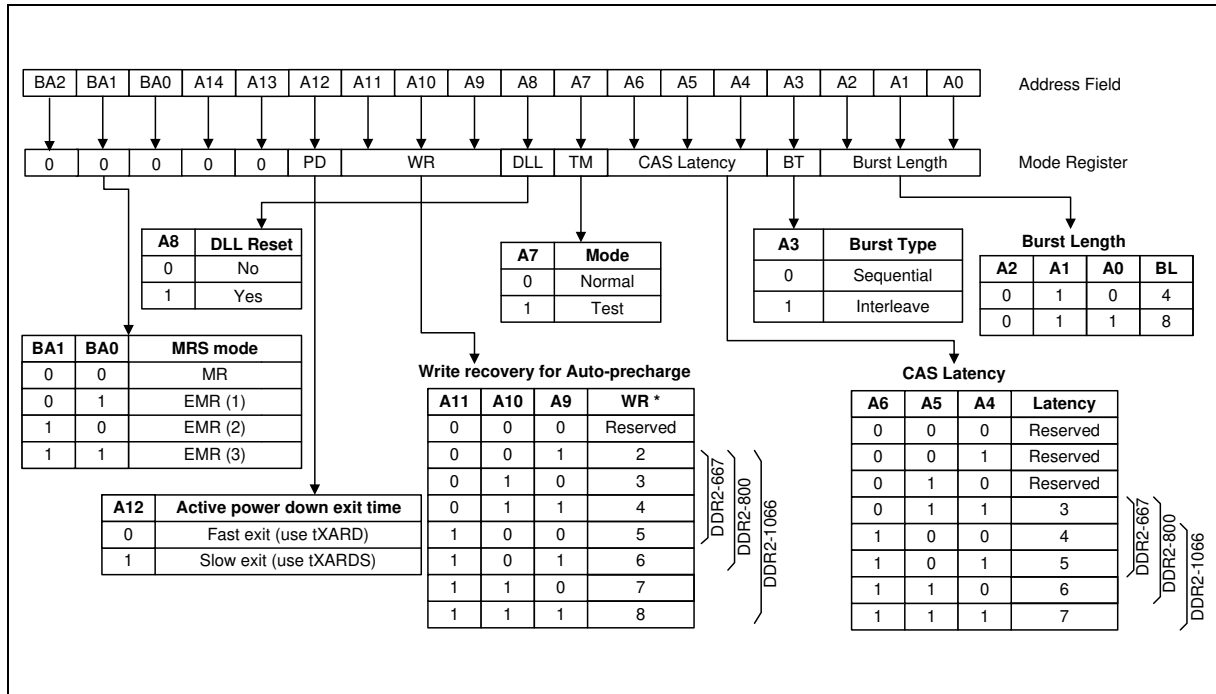 BA2 BA1 BA0 A14 A13 A12 A11 A10 A9 A8 A7 A6 A5 A4 A3 A2 A1 A0 Address Field
0 0 0 0 0 PD WR DLL TM CAS Latency BT Burst Length Mode Register
A8 DLL Reset
0 No
1 Yes
A7 Mode
0 Normal
1 Test
A3 Burst Type
0 Sequential
1 Interleave
Burst Length
A2 A1 A0 BL
0 1 0 4
0 1 1 8
BA1 BA0 MRS mode
0 0 MR
0 1 EMR (1)
1 0 EMR (2)
1 1 EMR (3)
A12 Active power down exit time
0 Fast exit (use tXARD)
1 Slow exit (use tXARDS)
Write recovery for Auto-precharge
A11 A10 A9 WR *
0 0 0 Reserved
0 0 1 2
0 1 0 3
0 1 1 4
1 0 0 5
1 0 1 6
1 1 0 7
1 1 1 8
DDR2-667
DDR2-800
DDR2-1066
CAS Latency
A6 A5 A4 Latency
0 0 0 Reserved
0 0 1 Reserved
0 1 0 Reserved
0 1 1 3
1 0 0 4
1 0 1 5
1 1 0 6
1 1 1 7
DDR2-667
DDR2-800
DDR2-1066